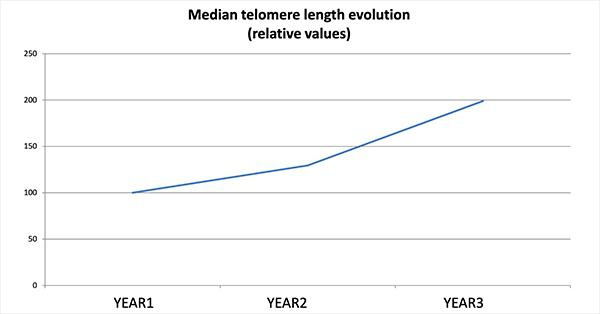 Median telomere length evolution
(relative values)
250
200
150
100
50
0
YEAR1 YEAR2 YEAR3